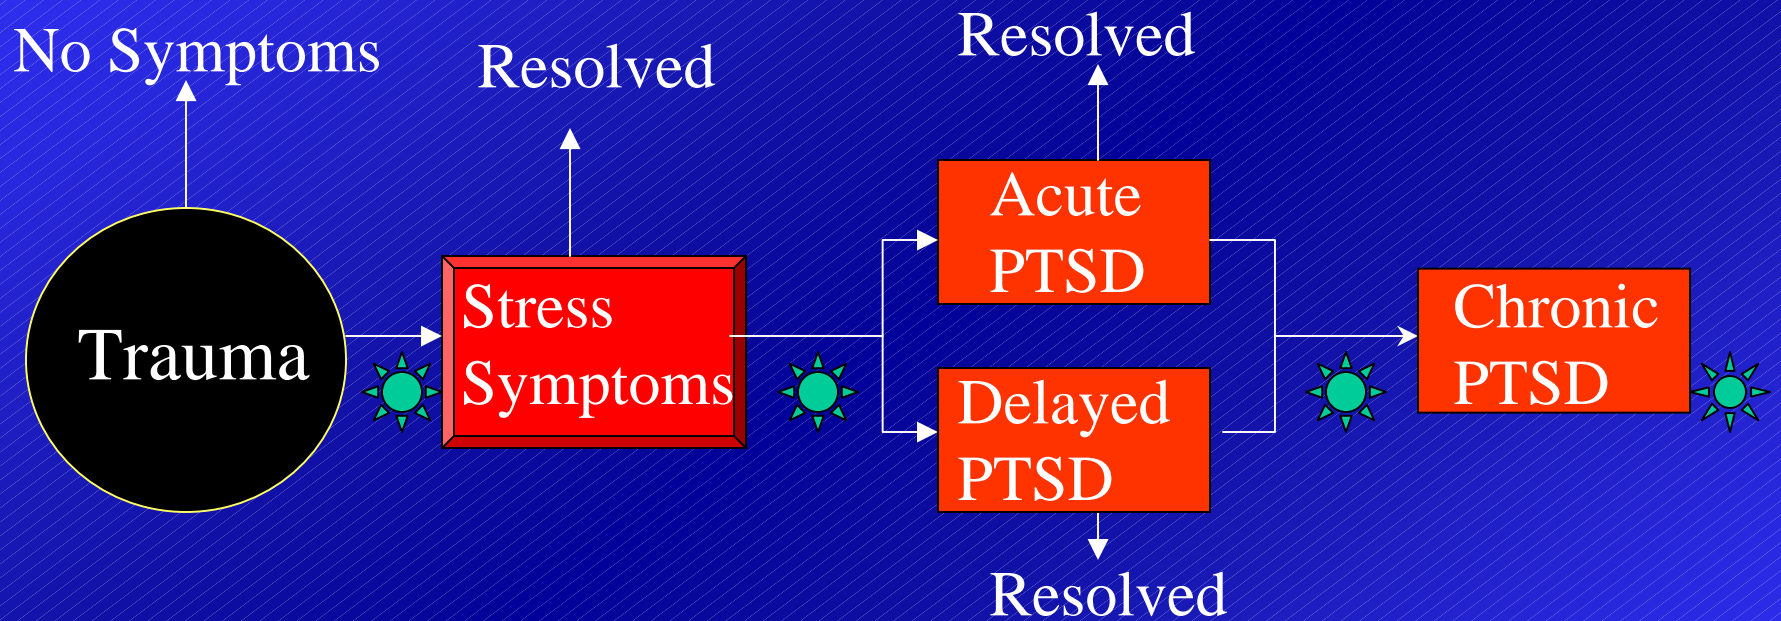 No Symptoms
Resolved
Resolved
Trauma
Stress
Symptoms
Acute
PTSD
Delayed
PTSD
Chronic
PTSD
Resolved